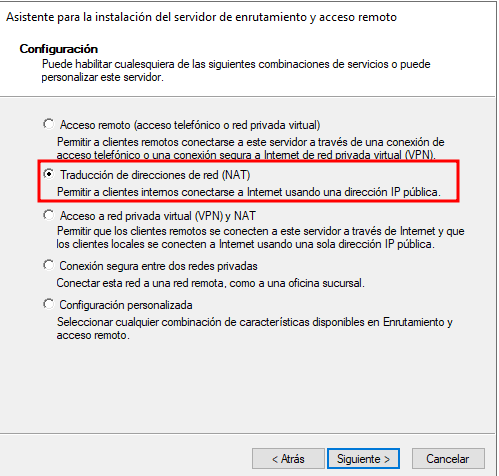 Asistente para la instalación del servidor de enrutamiento y acceso remoto
Configuración
Puede habilitar cualesquiera de las siguientes combinaciones de servicios o puede
personalizar este servidor.
Acceso remoto (acceso telefónico o red privada virtual)
Permitir a clientes remotos conectarse a este servidor a través de una conexión de
acceso telefónico o una conexión segura a Internet de red privada virtual (VPN).
Traducción de direcciones de red (NAT)
Permitir a clientes internos conectarse a Internet usando una dirección IP pública.
Acceso a red privada virtual (VPN) y NAT
Permitir que los clientes remotos se conecten a este servidor a través de Internet y que
los clientes locales se conecten a Internet usando una sola dirección IP pública.
Conexión segura entre dos redes privadas
Conectar esta red a una red remota, como a una oficina sucursal.
Configuración personalizada
Seleccionar cualquier combinación de características disponibles en Enrutamiento y
acceso remoto.
< Atrás
Siguiente >
Cancelar